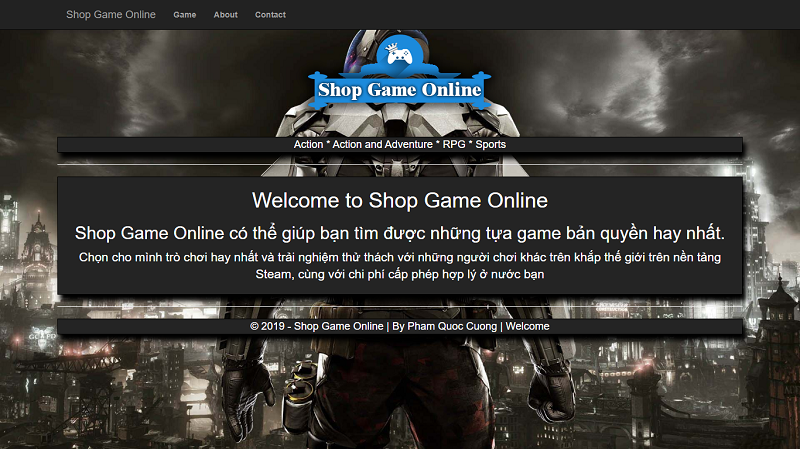 Shop Game Online Game About Contact
Shop Game Online
Action * Action and Adventure * RPG * Sports
Welcome to Shop Game Online
Shop Game Online có thể giúp bạn tìm được những tựa game bản quyền hay nhất.
Chọn cho mình trò chơi hay nhất và trải nghiệm thử thách với những người chơi khác trên khắp thế giới trên nền tảng
Steam, cùng với chi phí cấp phép hợp lý ở nước bạn
© 2019 - Shop Game Online | By Pham Quoc Cuong | Welcome